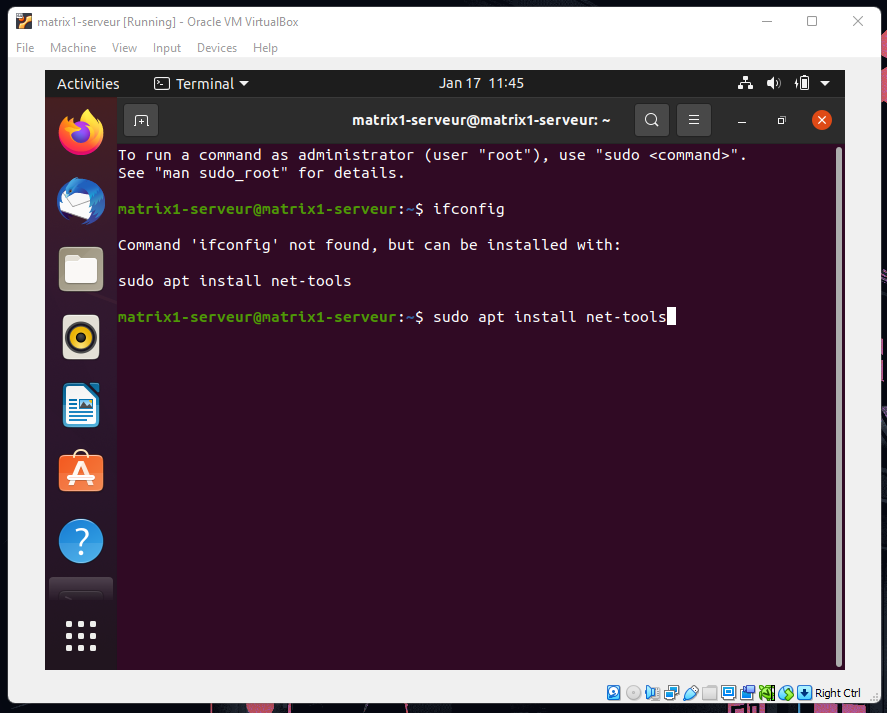 matrix1-serveur [Running] - Oracle VM VirtualBox
File Machine View Input Devices Help
Activities Terminal Jan 17 11:45
matrix1-serveur@matrix1-serveur: ~
To run a command as administrator (user "root"), use "sudo <command>".
See "man sudo_root" for details.
matrix1-serveur@matrix1-serveur:~$ ifconfig
Command 'ifconfig' not found, but can be installed with:
sudo apt install net-tools
matrix1-serveur@matrix1-serveur:~$ sudo apt install net-tools
Right Ctrl